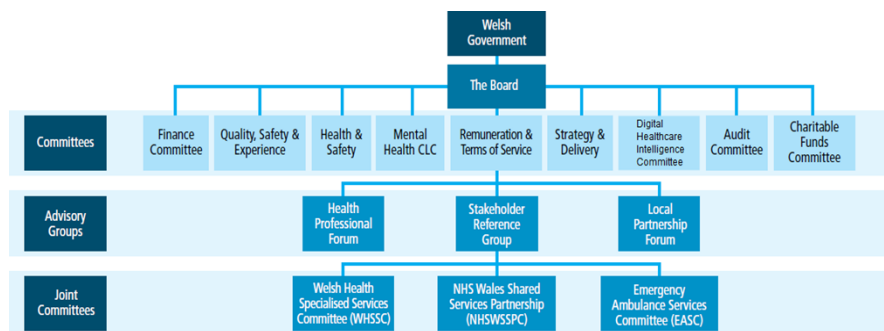 Welsh
Government
The Board
Committees
Finance
Committee
Quality, Safety &
Experience
Health &
Safety
Mental
Health CLC
Remuneration &
Terms of Service
Strategy &
Delivery
Digital
Healthcare
Intelligence
Committee
Audit
Committee
Charitable
Funds
Committee
Advisory
Groups
Health
Professional
Forum
Stakeholder
Reference
Group
Local
Partnership
Forum
Joint
Committees
Welsh Health
Specialised Services
Committee (WHSSC)
NHS Wales Shared
Services Partnership
(NHSWSSPC)
Emergency
Ambulance Services
Committee (EASC)